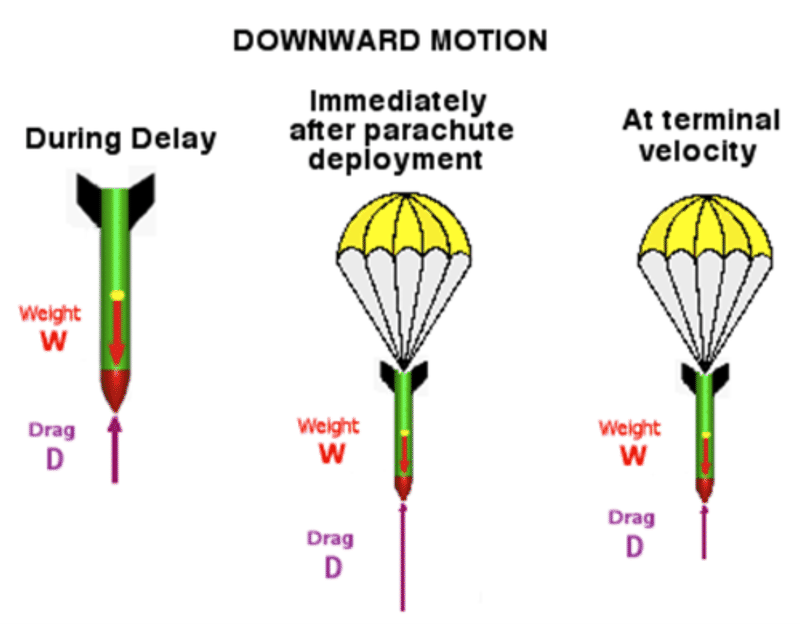 DOWNWARD MOTION
During Delay
Weight
W
Drag
D
Immediately
after parachute
deployment
Weight
W
Drag
D
At terminal
velocity
Weight
W
Drag
D